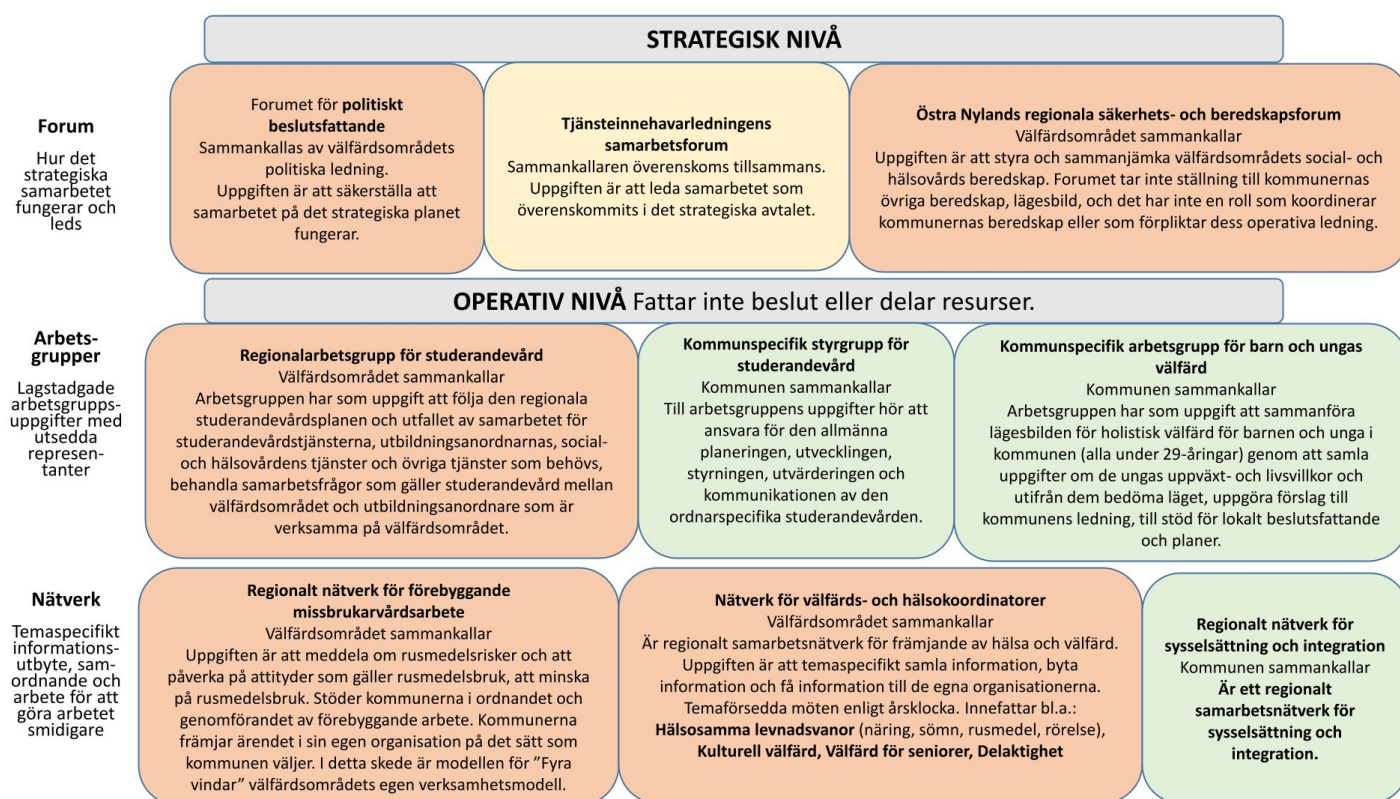 STRATEGISK NIVÅ
Forum
Hur det
strategiska
samarbetet
fungerar och
leds
Forumet för politiskt
beslutsfattande
Sammankallas av välfärdsområdets
politiska ledning.
Uppgiften är att säkerställa att
samarbetet på det strategiska planet
fungerar.
Tjänsteinnehavarledningens
samarbetsforum
Sammankallaren överenskoms tillsammans.
Uppgiften är att leda samarbetet som
överenskommits i det strategiska avtalet.
Östra Nylands regionala säkerhets- och beredskapsforum
Välfärdsområdet sammankallar
Uppgiften är att styra och sammanjämka välfärdsområdets social- och
hälsovårds beredskap. Forumet tar inte ställning till kommunernas
övriga beredskap, lägesbild, och det har inte en roll som koordinerar
kommunernas beredskap eller som förpliktar dess operativa ledning.
OPERATIV NIVÅ Fattar inte beslut eller delar resurser.
Arbets-
grupper
Lagstadgade
arbetsgrupps-
uppgifter med
utsedda
represen-
tanter
Regionalarbetsgrupp för studerandevård
Välfärdsområdet sammankallar
Arbetsgruppen har som uppgift att följa den regionala
studerandevårdsplanen och utfallet av samarbetet för
studerandevårdstjänsterna, utbildningsanordnarnas, social-
och hälsovårdens tjänster och övriga tjänster som behövs,
behandla samarbetsfrågor som gäller studerandevård mellan
välfärdsområdet och utbildningsanordnare som är
verksamma på välfärdsområdet.
Kommunspecifik styrgrupp för
studerandevård
Kommunen sammankallar
Till arbetsgruppens uppgifter hör att
ansvara för den allmänna
planeringen, utvecklingen,
styrningen, utvärderingen och
kommunikationen av den
ordnarspecifika studerandevården.
Kommunspecifik arbetsgrupp för barn och ungas
välfärd
Kommunen sammankallar
Arbetsgruppen har som uppgift att sammanföra
lägesbilden för holistisk välfärd för barnen och unga i
kommunen (alla under 29-åringar) genom att samla
uppgifter om de ungas uppväxt- och livsvillkor och
utifrån dem bedöma läget, uppgöra förslag till
kommunens ledning, till stöd för lokalt beslutsfattande
och planer.
Nätverk
Temaspecifikt
informations-
utbyte, sam-
ordnande och
arbete för att
göra arbetet
smidigare
Regionalt nätverk för förebyggande
missbrukarvårdsarbete
Välfärdsområdet sammankallar
Uppgiften är att meddela om rusmedelsrisker och att
påverka på attityder som gäller rusmedelsbruk, att minska
på rusmedelsbruk. Stöder kommunerna i ordnandet och
genomförandet av förebyggande arbete. Kommunerna
främjar ärendet i sin egen organisation på det sätt som
kommunen väljer. I detta skede är modellen för ”Fyra
vindar” välfärdsområdets egen verksamhetsmodell.
Nätverk för välfärds- och hälsokoordinatorer
Välfärdsområdet sammankallar
Är regionalt samarbetsnätverk för främjande av hälsa och välfärd.
Uppgiften är att temaspecifikt samla information, byta
information och få information till de egna organisationerna.
Temaförsedda möten enligt årsklocka. Innefattar bl.a.:
Hälsosamma levnadsvanor (näring, sömn, rusmedel, rörelse),
Kulturell välfärd, Välfärd för seniorer, Delaktighet
Regionalt nätverk för
sysselsättning och integration
Kommunen sammankallar
Är ett regionalt
samarbetsnätverk för
sysselsättning och
integration.